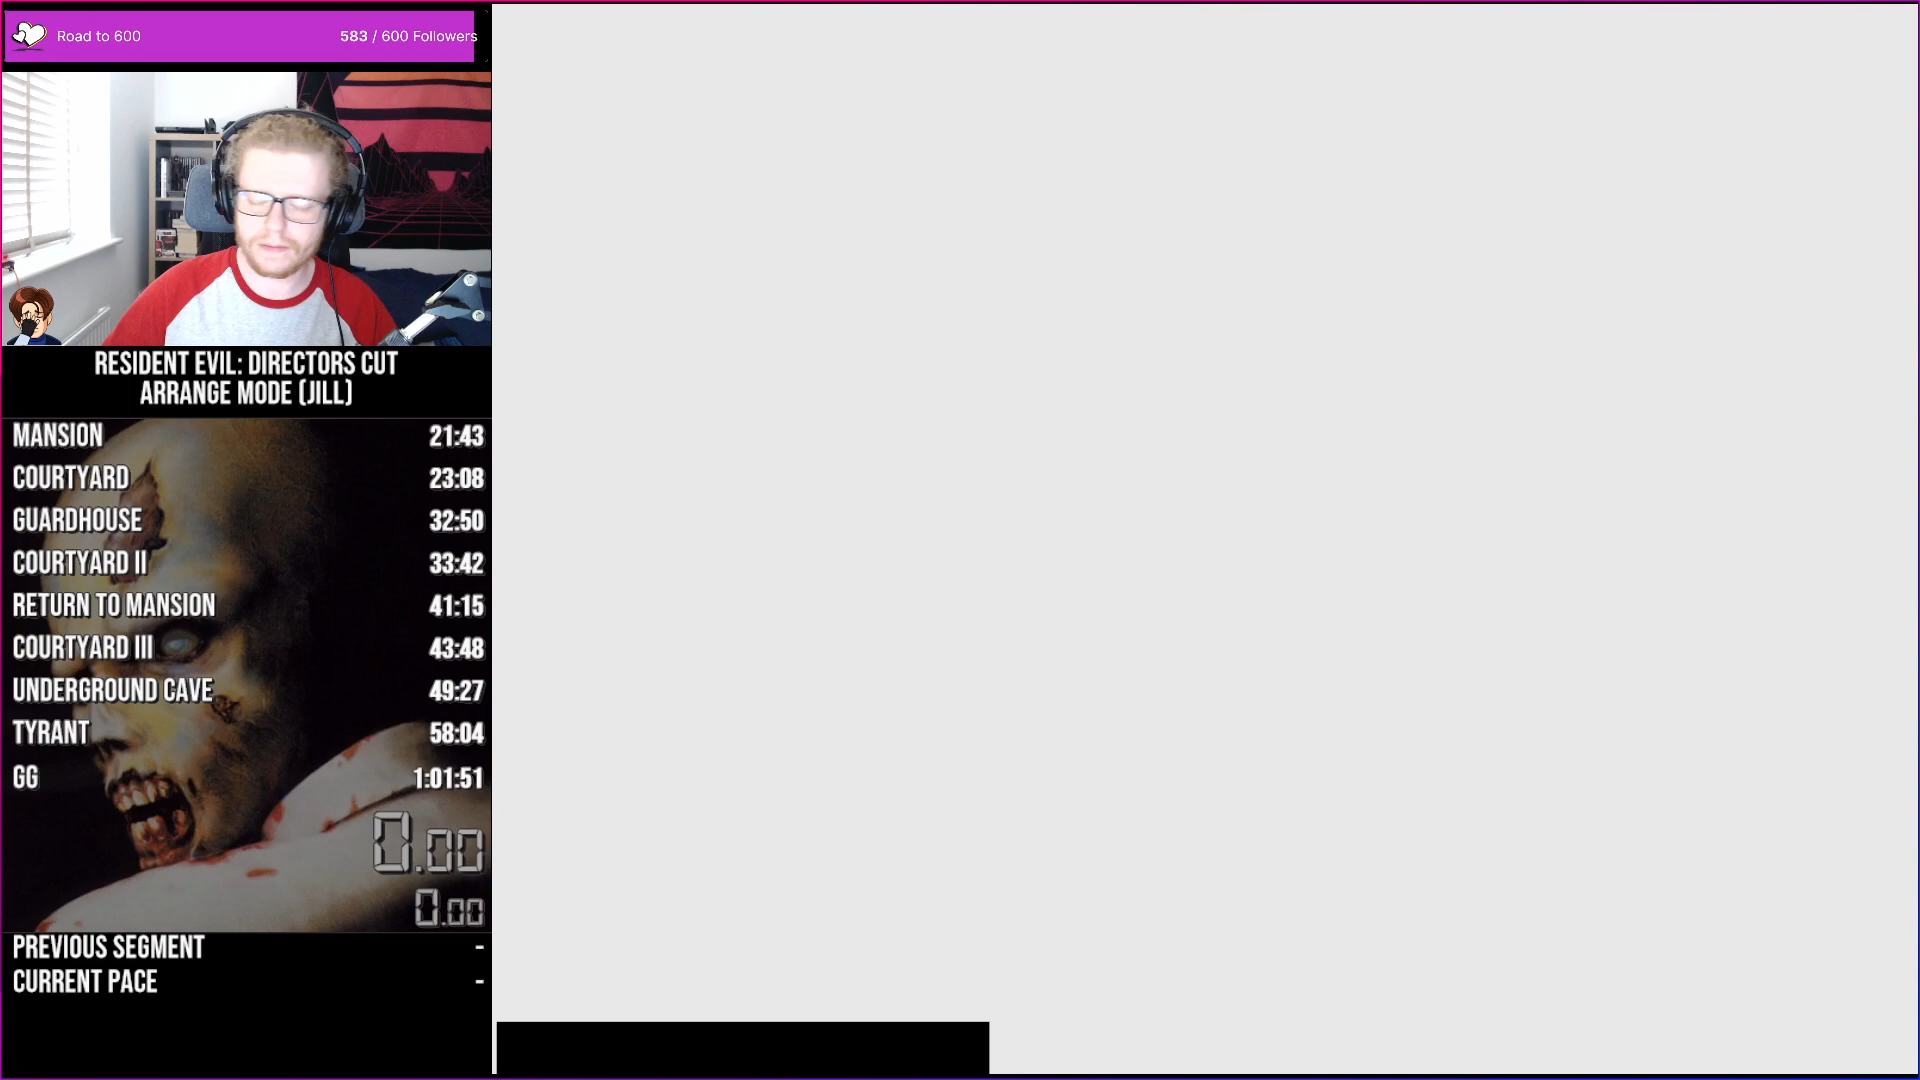 Road to 600 583 / 600 Followers
RESIDENT EVIL: DIRECTORS CUT
ARRANGE MODE (JILL)
MANSION 21:43
COURTYARD 23:08
GUARDHOUSE 32:50
COURTYARD II 33:42
RETURN TO MANSION 41:15
COURTYARD III 43:48
UNDERGROUND CAVE 49:27
TYRANT 58:04
GG 1:01:51
0.00
0.00
PREVIOUS SEGMENT -
CURRENT PACE -